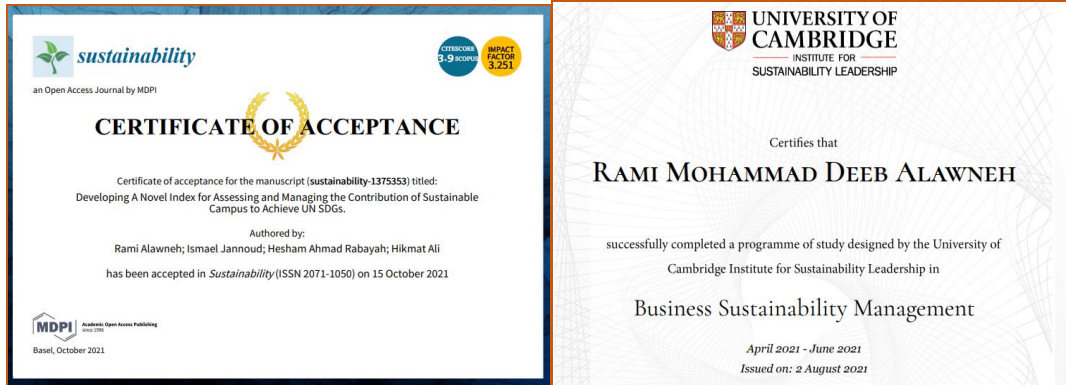 sustainability
CITESCORE
3.9 SCOPUS
IMPACT
FACTOR
3.251
an Open Access Journal by MDPI
CERTIFICATE OF ACCEPTANCE
Certificate of acceptance for the manuscript (sustainability-1375353) titled:
Developing A Novel Index for Assessing and Managing the Contribution of Sustainable
Campus to Achieve UN SDGs.
Authored by:
Rami Alawneh; Ismael Jannoud; Hesham Ahmad Rabayah; Hikmat Ali
has been accepted in Sustainability (ISSN 2071-1050) on 15 October 2021
MDPI
Academic Open Access Publishing
since 1996
Basel, October 2021
UNIVERSITY OF
CAMBRIDGE
INSTITUTE FOR
SUSTAINABILITY LEADERSHIP
Certifies that
RAMI MOHAMMAD DEEB ALAWNEH
successfully completed a programme of study designed by the University of
Cambridge Institute for Sustainability Leadership in
Business Sustainability Management
April 2021 - June 2021
Issued on: 2 August 2021